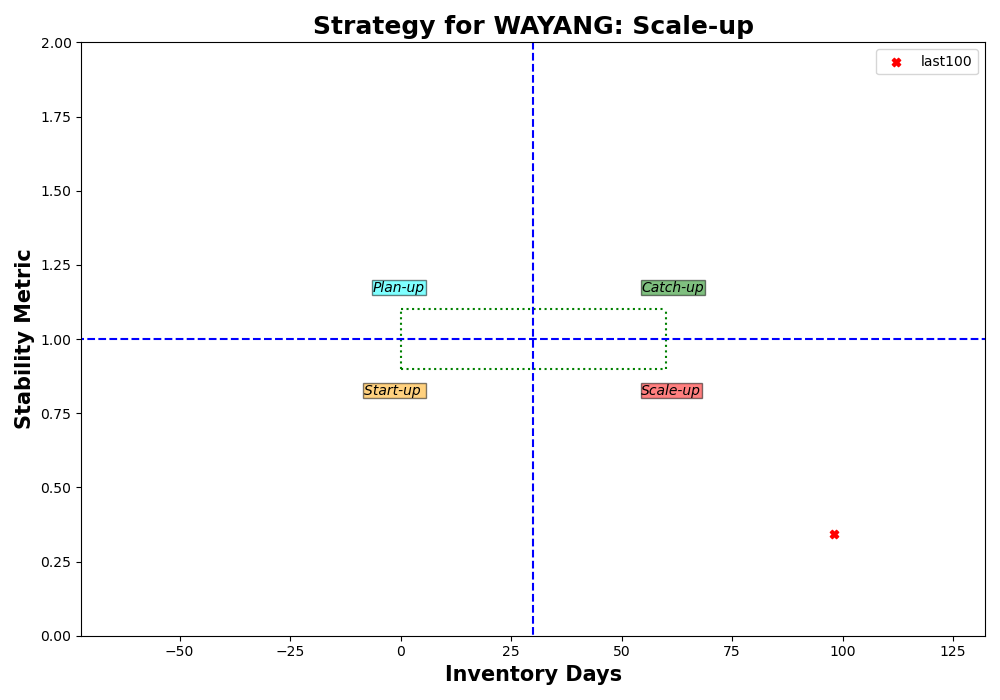 Strategy for WAYANG: Scale-up
last100
Stability Metric
2.00
1.75
1.50
1.25
1.00
0.75
0.50
0.25
0.00
Plan-up
Catch-up
Start-up
Scale-up
−50
−25
0
25
50
75
100
125
Inventory Days